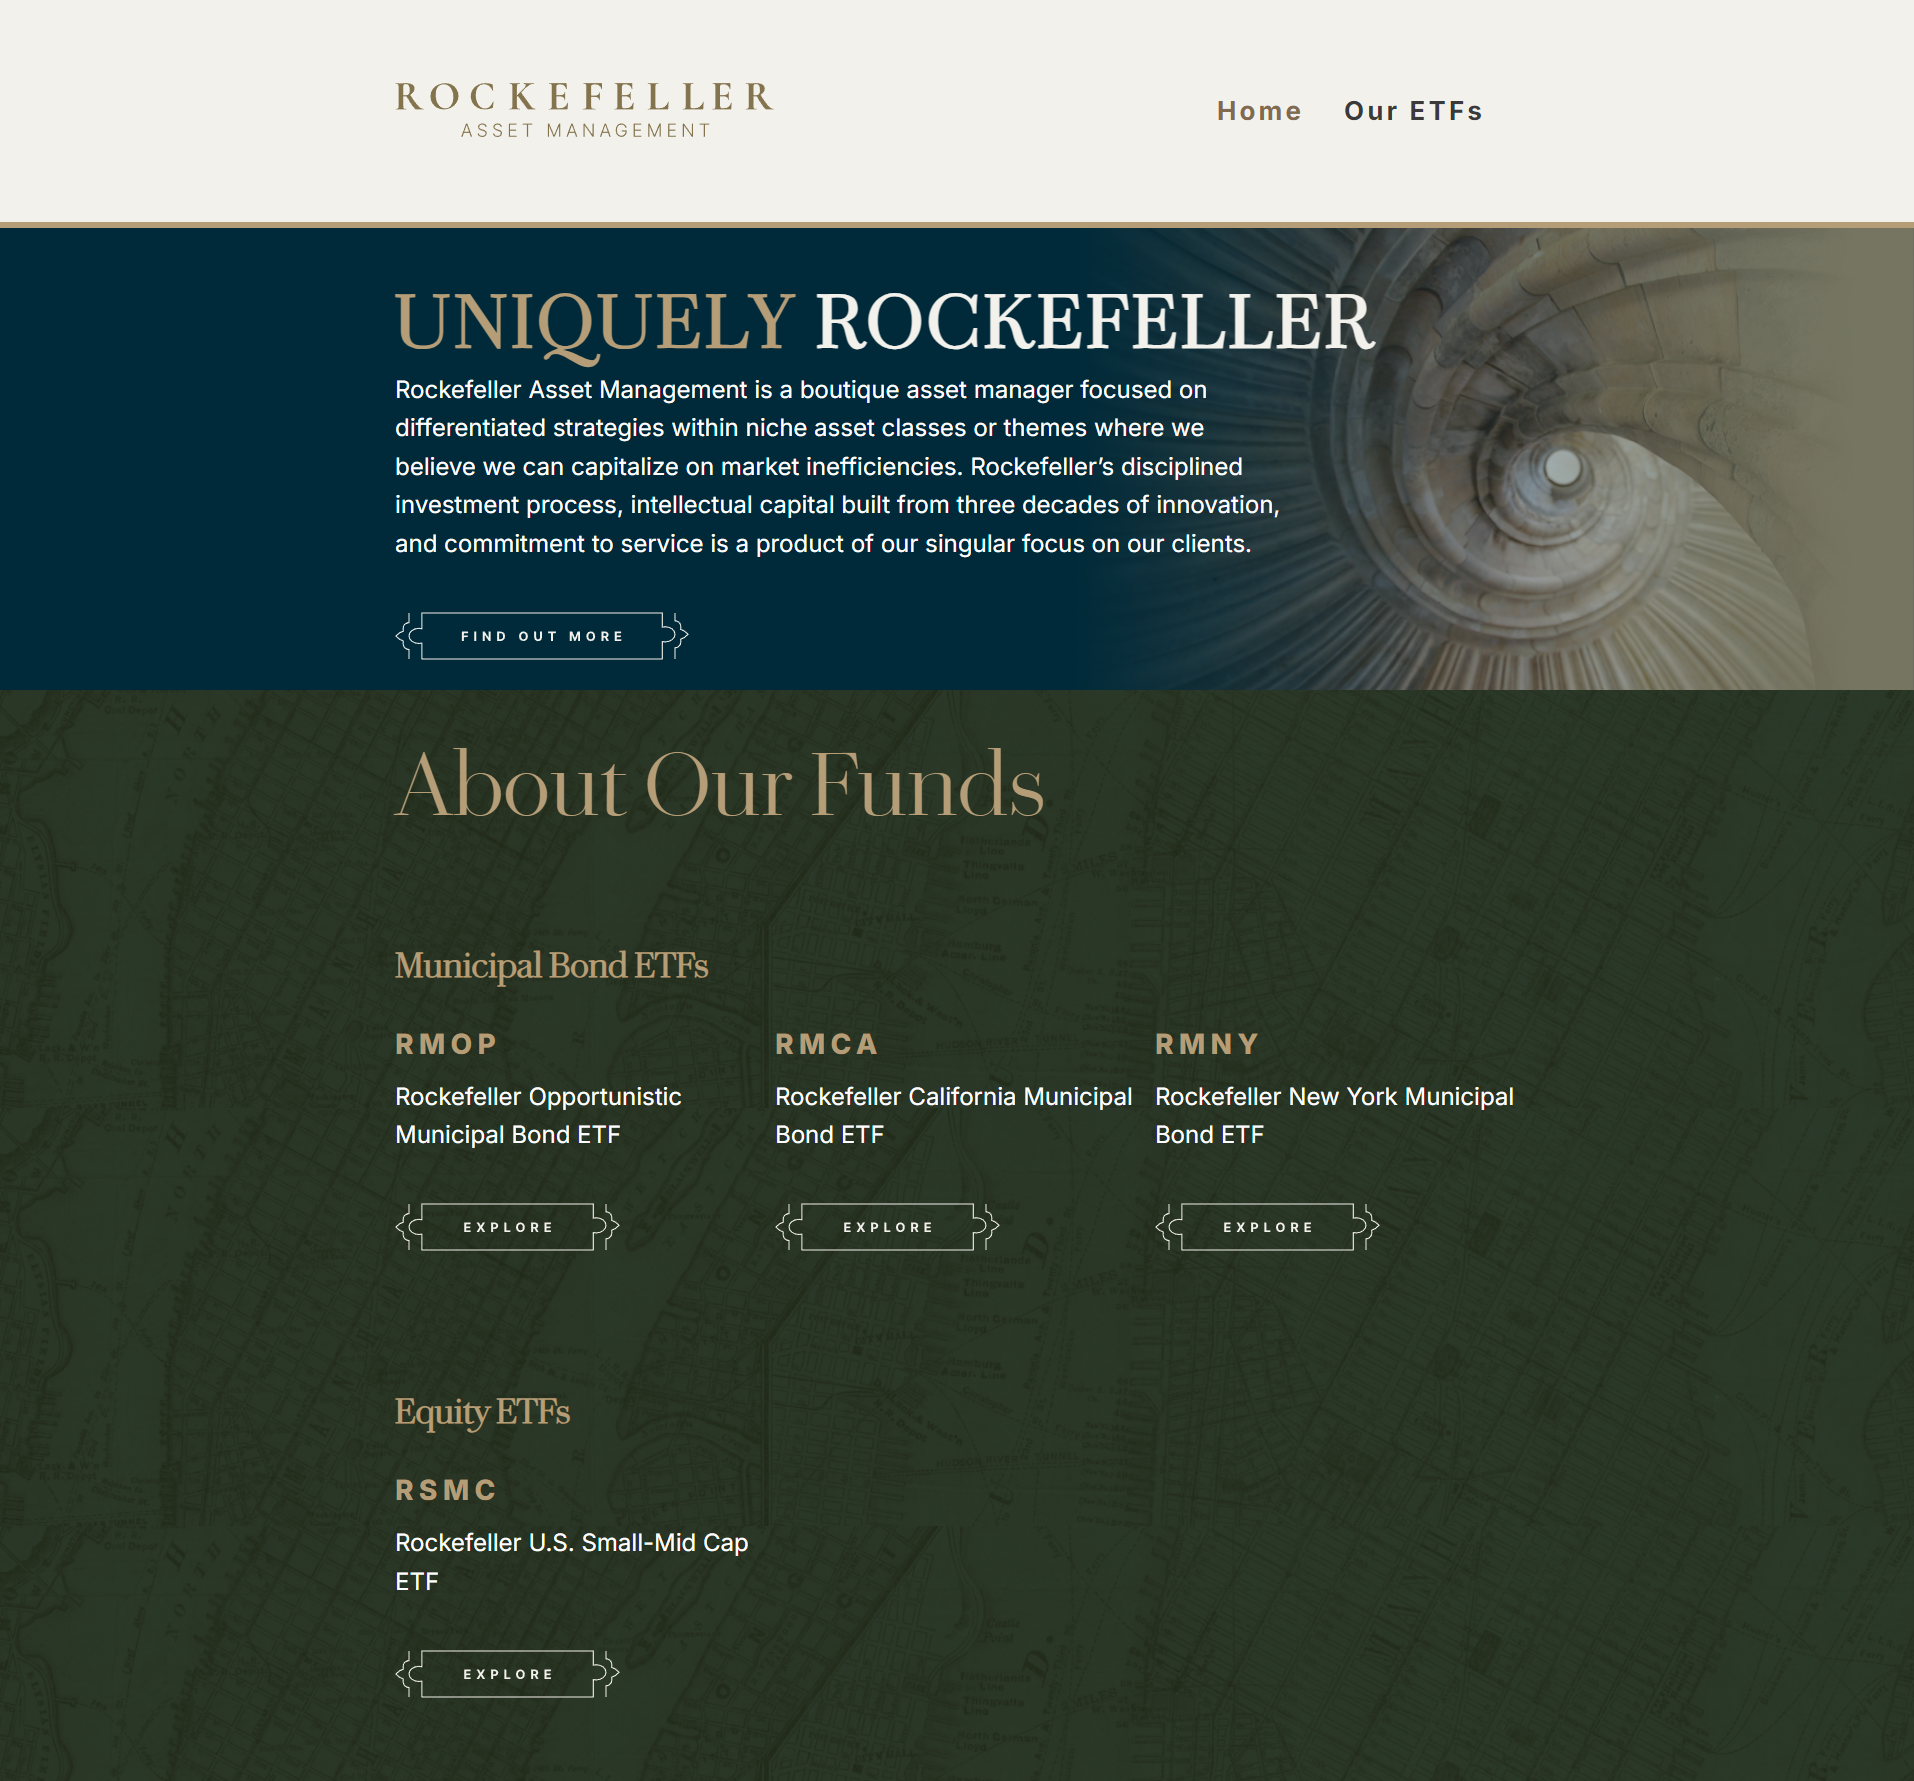 ROCKEFELLER
ASSET MANAGEMENT
Home
Our ETFs
UNIQUELY ROCKEFELLER
Rockefeller Asset Management is a boutique asset manager focused on
differentiated strategies within niche asset classes or themes where we
believe we can capitalize on market inefficiencies. Rockefeller’s disciplined
investment process, intellectual capital built from three decades of innovation,
and commitment to service is a product of our singular focus on our clients.
FIND OUT MORE
About Our Funds
Municipal Bond ETFs
RMOP
Rockefeller Opportunistic
Municipal Bond ETF
EXPLORE
RMCA
Rockefeller California Municipal
Bond ETF
EXPLORE
RMNY
Rockefeller New York Municipal
Bond ETF
EXPLORE
Equity ETFs
RSMC
Rockefeller U.S. Small-Mid Cap
ETF
EXPLORE